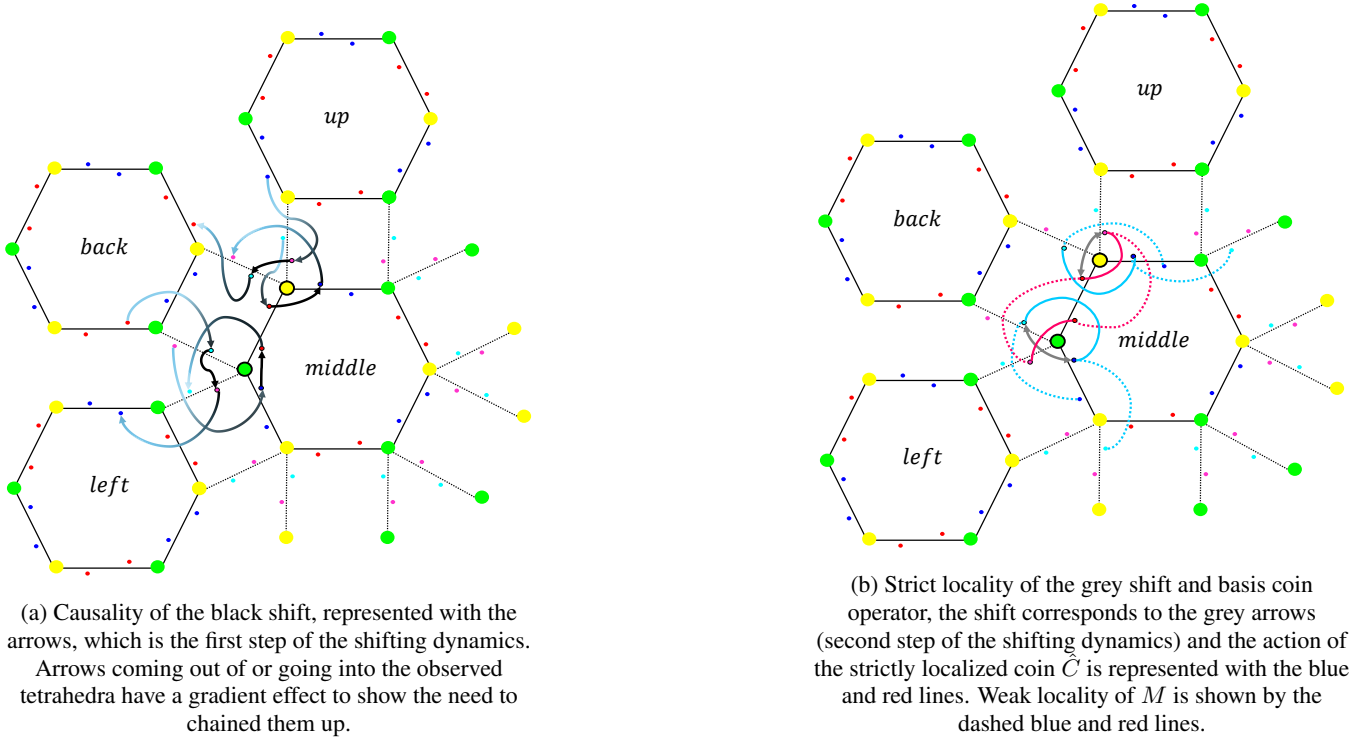 up
back
middle
left
(a) Causality of the black shift, represented with the
arrows, which is the first step of the shifting dynamics.
Arrows coming out of or going into the observed
tetrahedra have a gradient effect to show the need to
chained them up.
up
back
middle
left
(b) Strict locality of the grey shift and basis coin
operator, the shift corresponds to the grey arrows
(second step of the shifting dynamics) and the action of
the strictly localized coin Ĉ is represented with the blue
and red lines. Weak locality of M is shown by the
dashed blue and red lines.